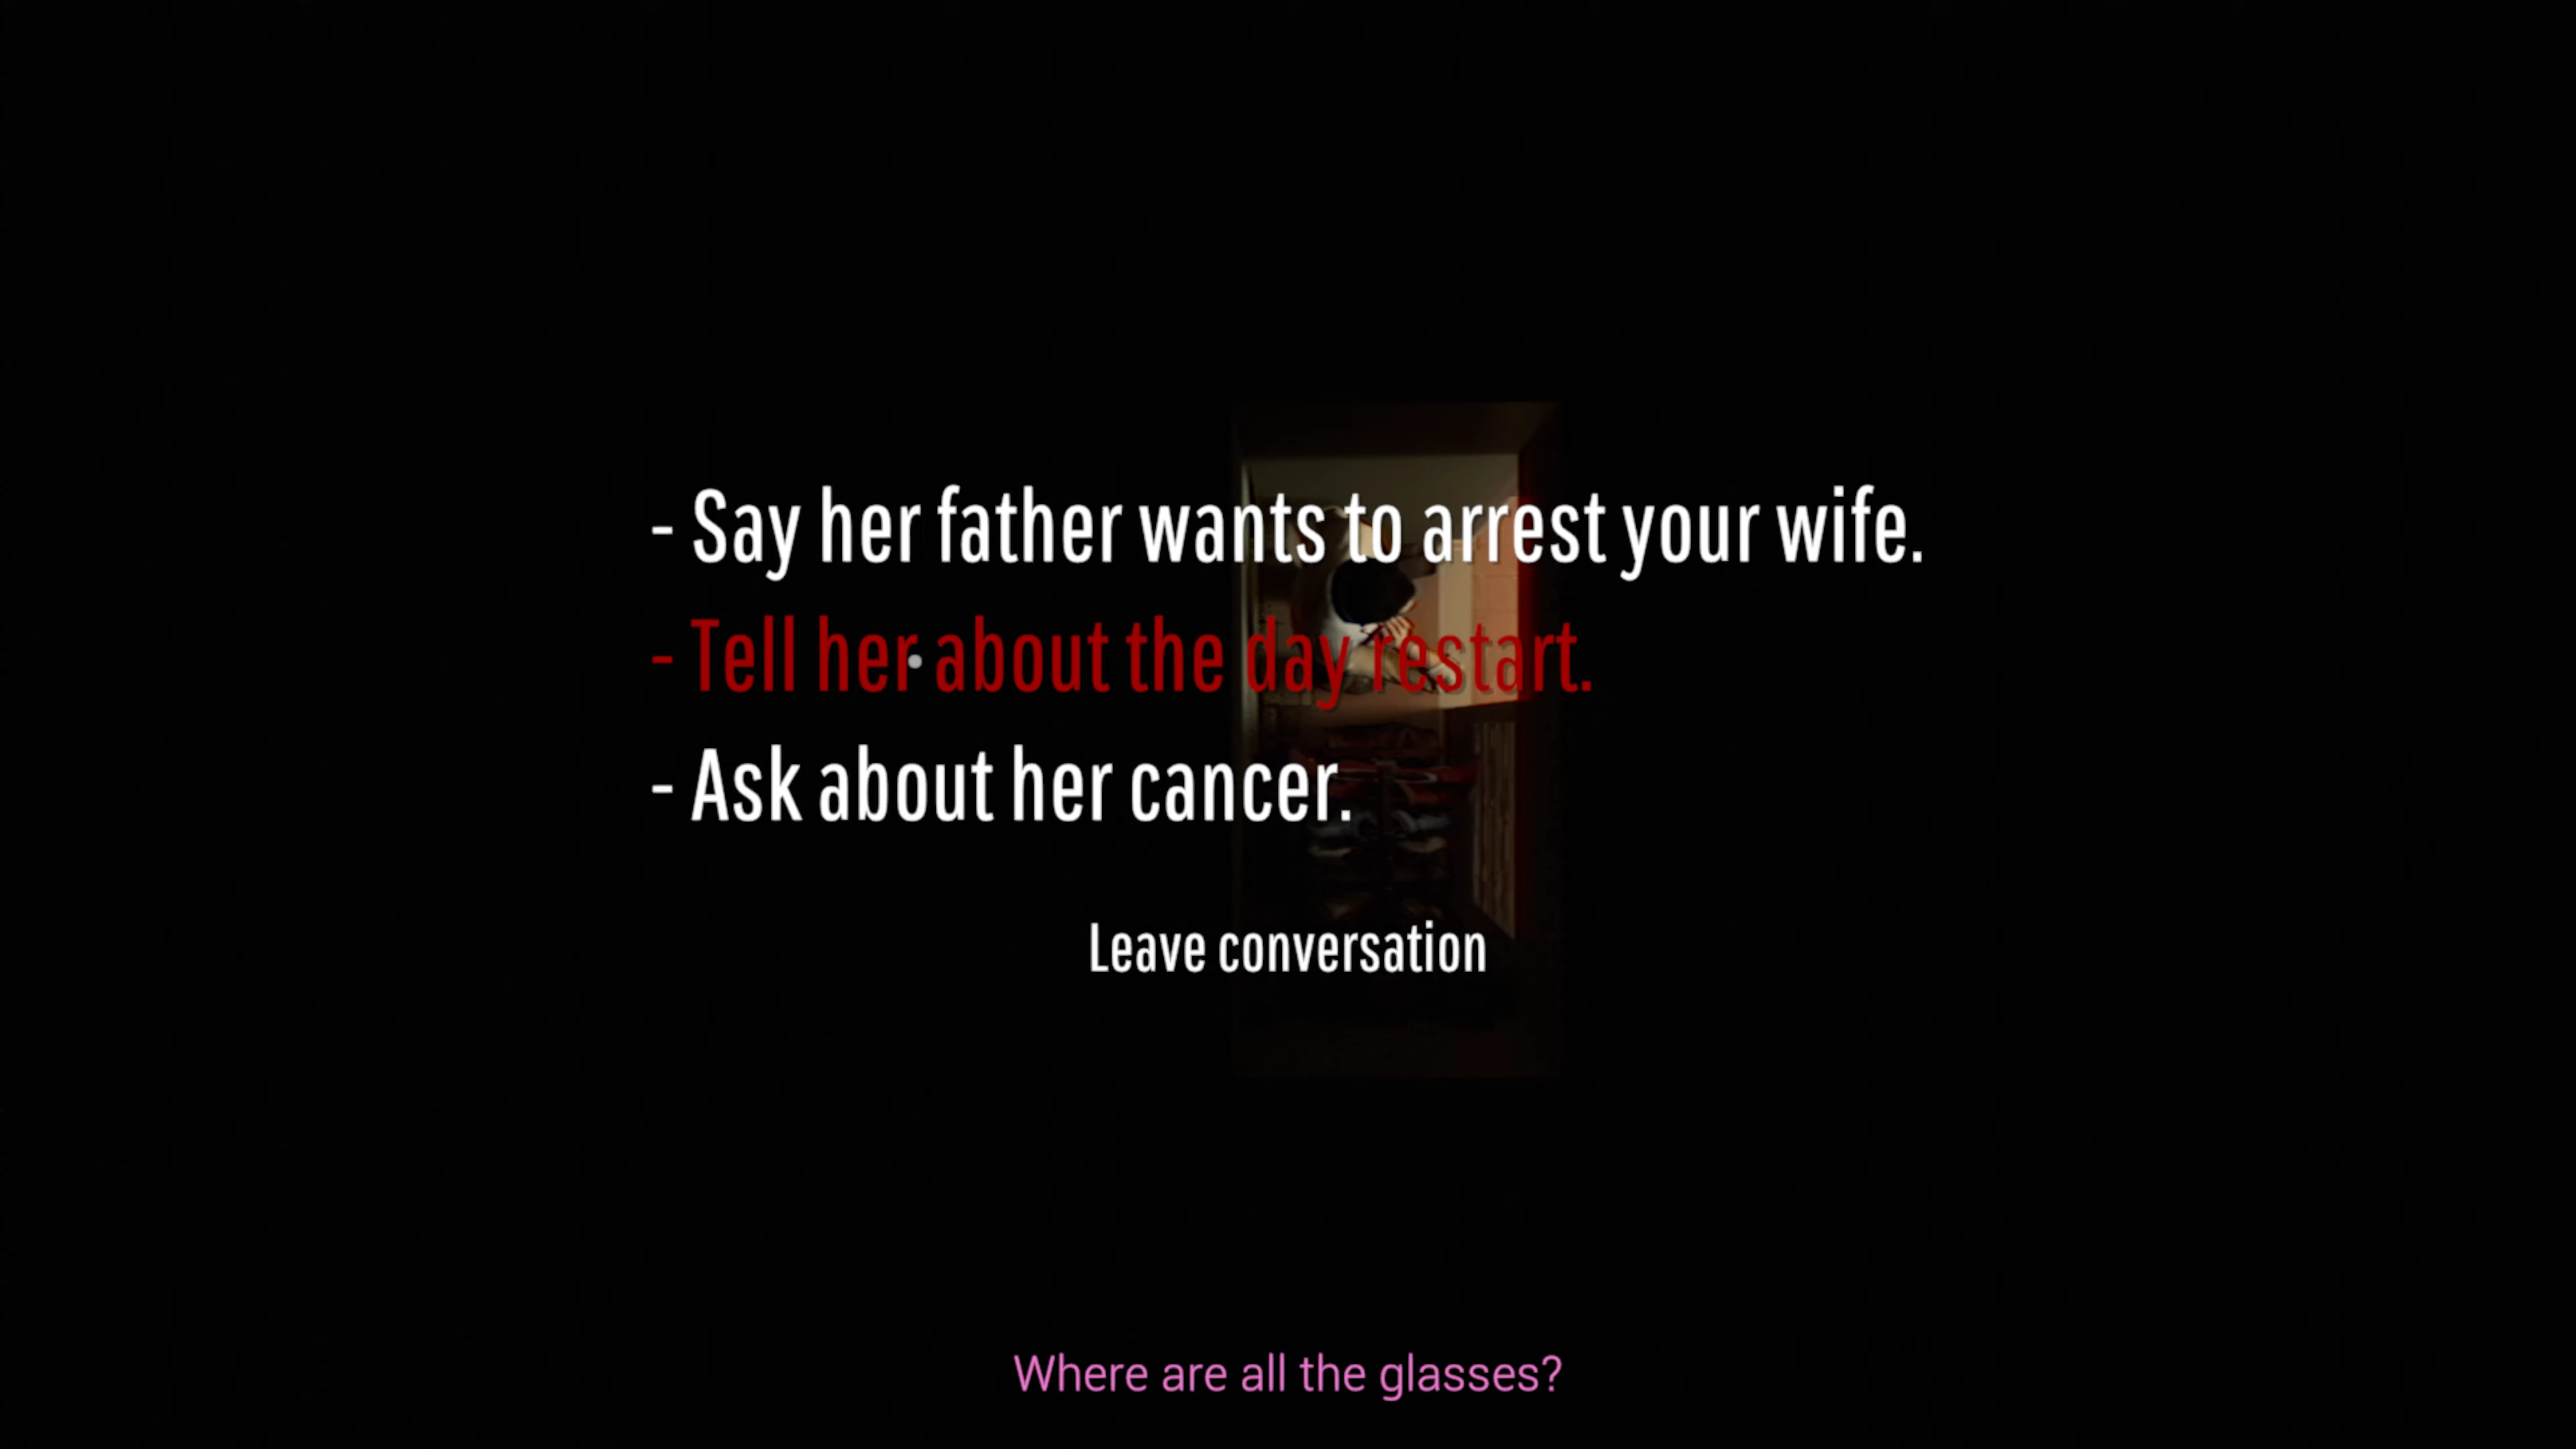 - Say her father wants to arrest your wife.
- Tell her about the day restart.
- Ask about her cancer.
Leave conversation
Where are all the glasses?